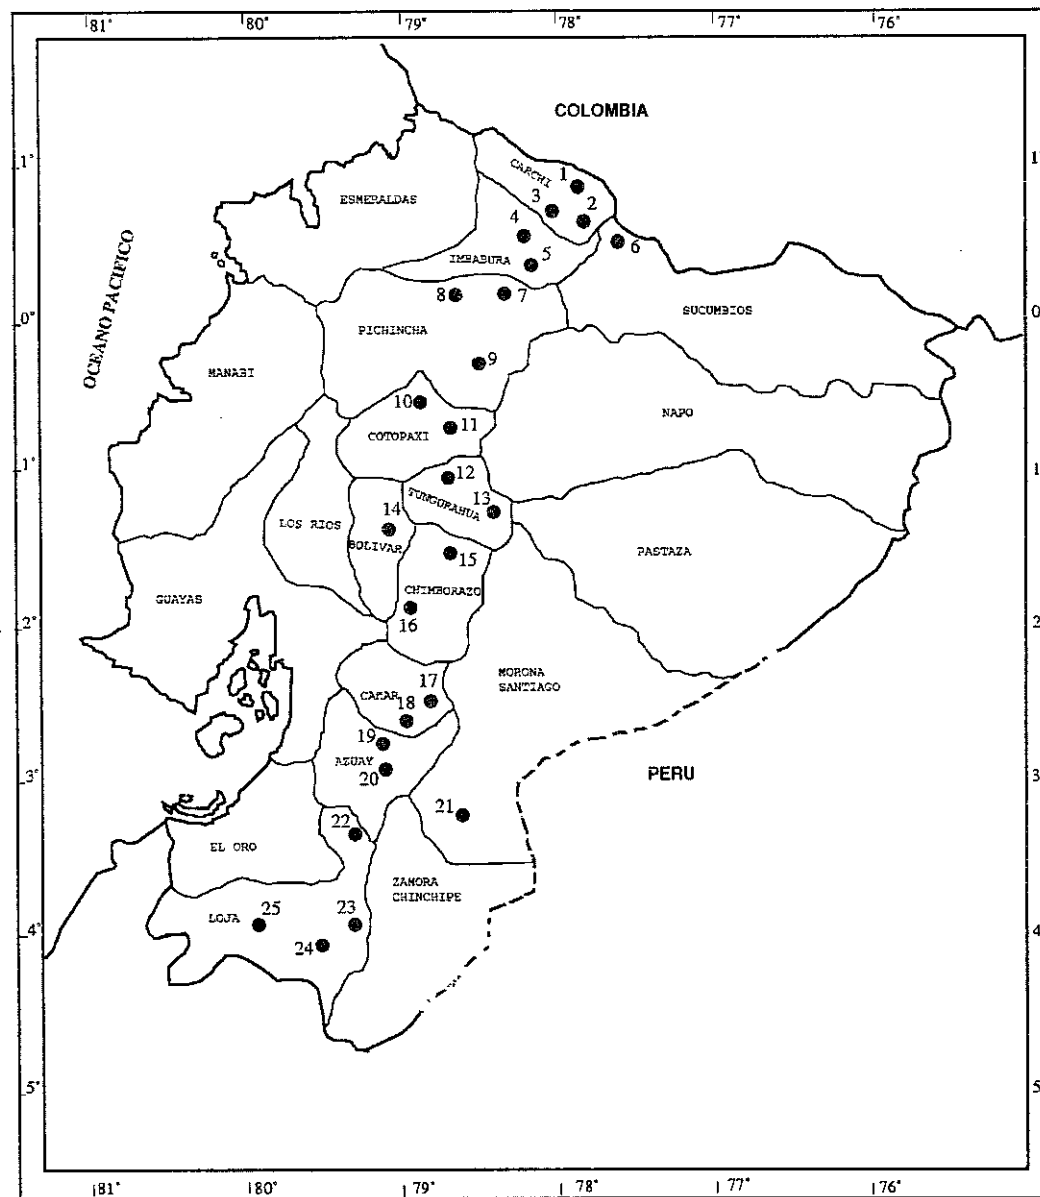 81° 80° 79° 78° 77° 76°
COLOMBIA
1° 1°
CARCHI
1
3 2
ESMERALDAS
4
6
OCEANO PACIFICO
IMBABURA 5
8 7
0° SUCUMBIOS 0°
PICHINCHA
9
MANABI
10
NAPO
11
COTOPAXI
1° 12 1°
TUNGURAHUA 13
14
LOS RIOS
BOLIVAR PASTAZA
15
GUAYAS CHIMBORAZO
16
2° 2°
MORONA
SANTIAGO
17
CAÑAR
18
19
AZUAY
20
3° PERU 3°
21
22
EL ORO
ZAMORA
CHINCHIPE
LOJA 25 23
4° 24 4°
5° 5
81° 80° 79° 78° 77° 76°